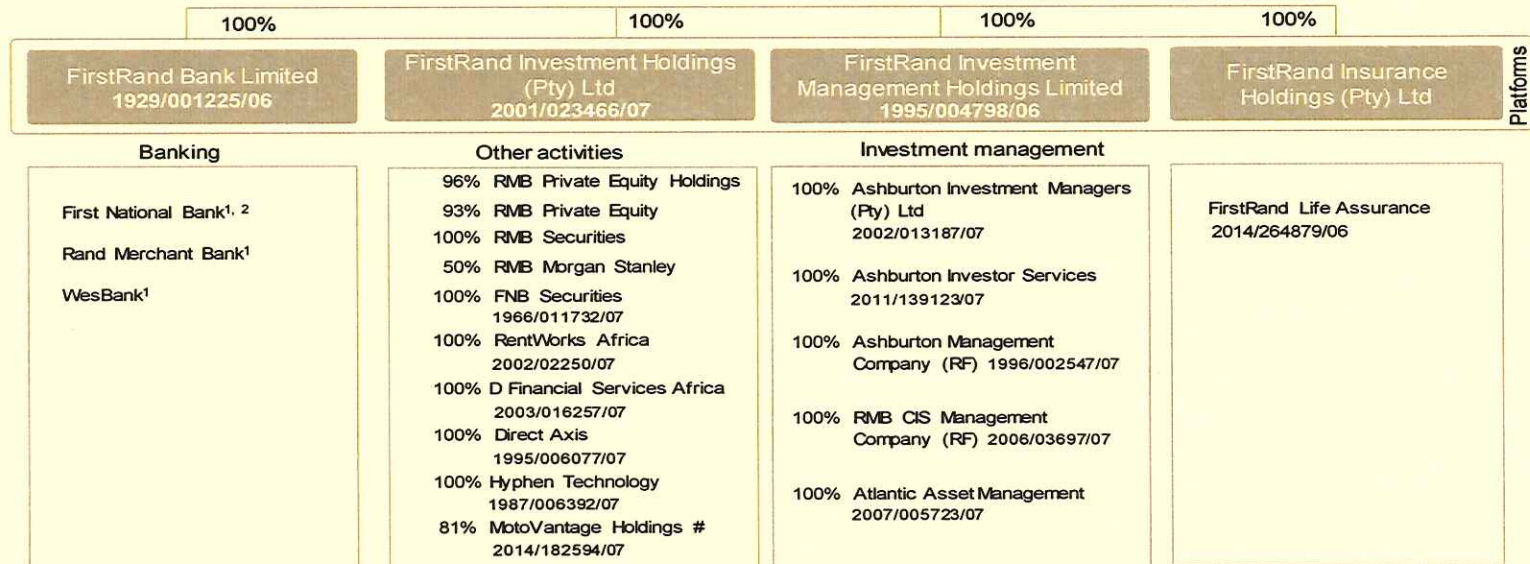 100%
100%
100%
100%
FirstRand Bank Limited
1929/001225/06
FirstRand Investment Holdings
(Pty) Ltd
2001/023466/07
FirstRand Investment
Management Holdings Limited
1995/004798/06
FirstRand Insurance
Holdings (Pty) Ltd
Platforms
Banking
First National Bank¹, ²
Rand Merchant Bank¹
WesBank¹
Other activities
96% RMB Private Equity Holdings
93% RMB Private Equity
100% RMB Securities
50% RMB Morgan Stanley
100% FNB Securities
1966/011732/07
100% RentWorks Africa
2002/02250/07
100% D Financial Services Africa
2003/016257/07
100% Direct Axis
1995/006077/07
100% Hyphen Technology
1987/006392/07
81% MotoVantage Holdings #
2014/182594/07
Investment management
100% Ashburton Investment Managers
(Pty) Ltd
2002/013187/07
100% Ashburton Investor Services
2011/139123/07
100% Ashburton Management
Company (RF) 1996/002547/07
100% RMB CIS Management
Company (RF) 2006/03697/07
100% Atlantic Asset Management
2007/005723/07
FirstRand Life Assurance
2014/264879/06